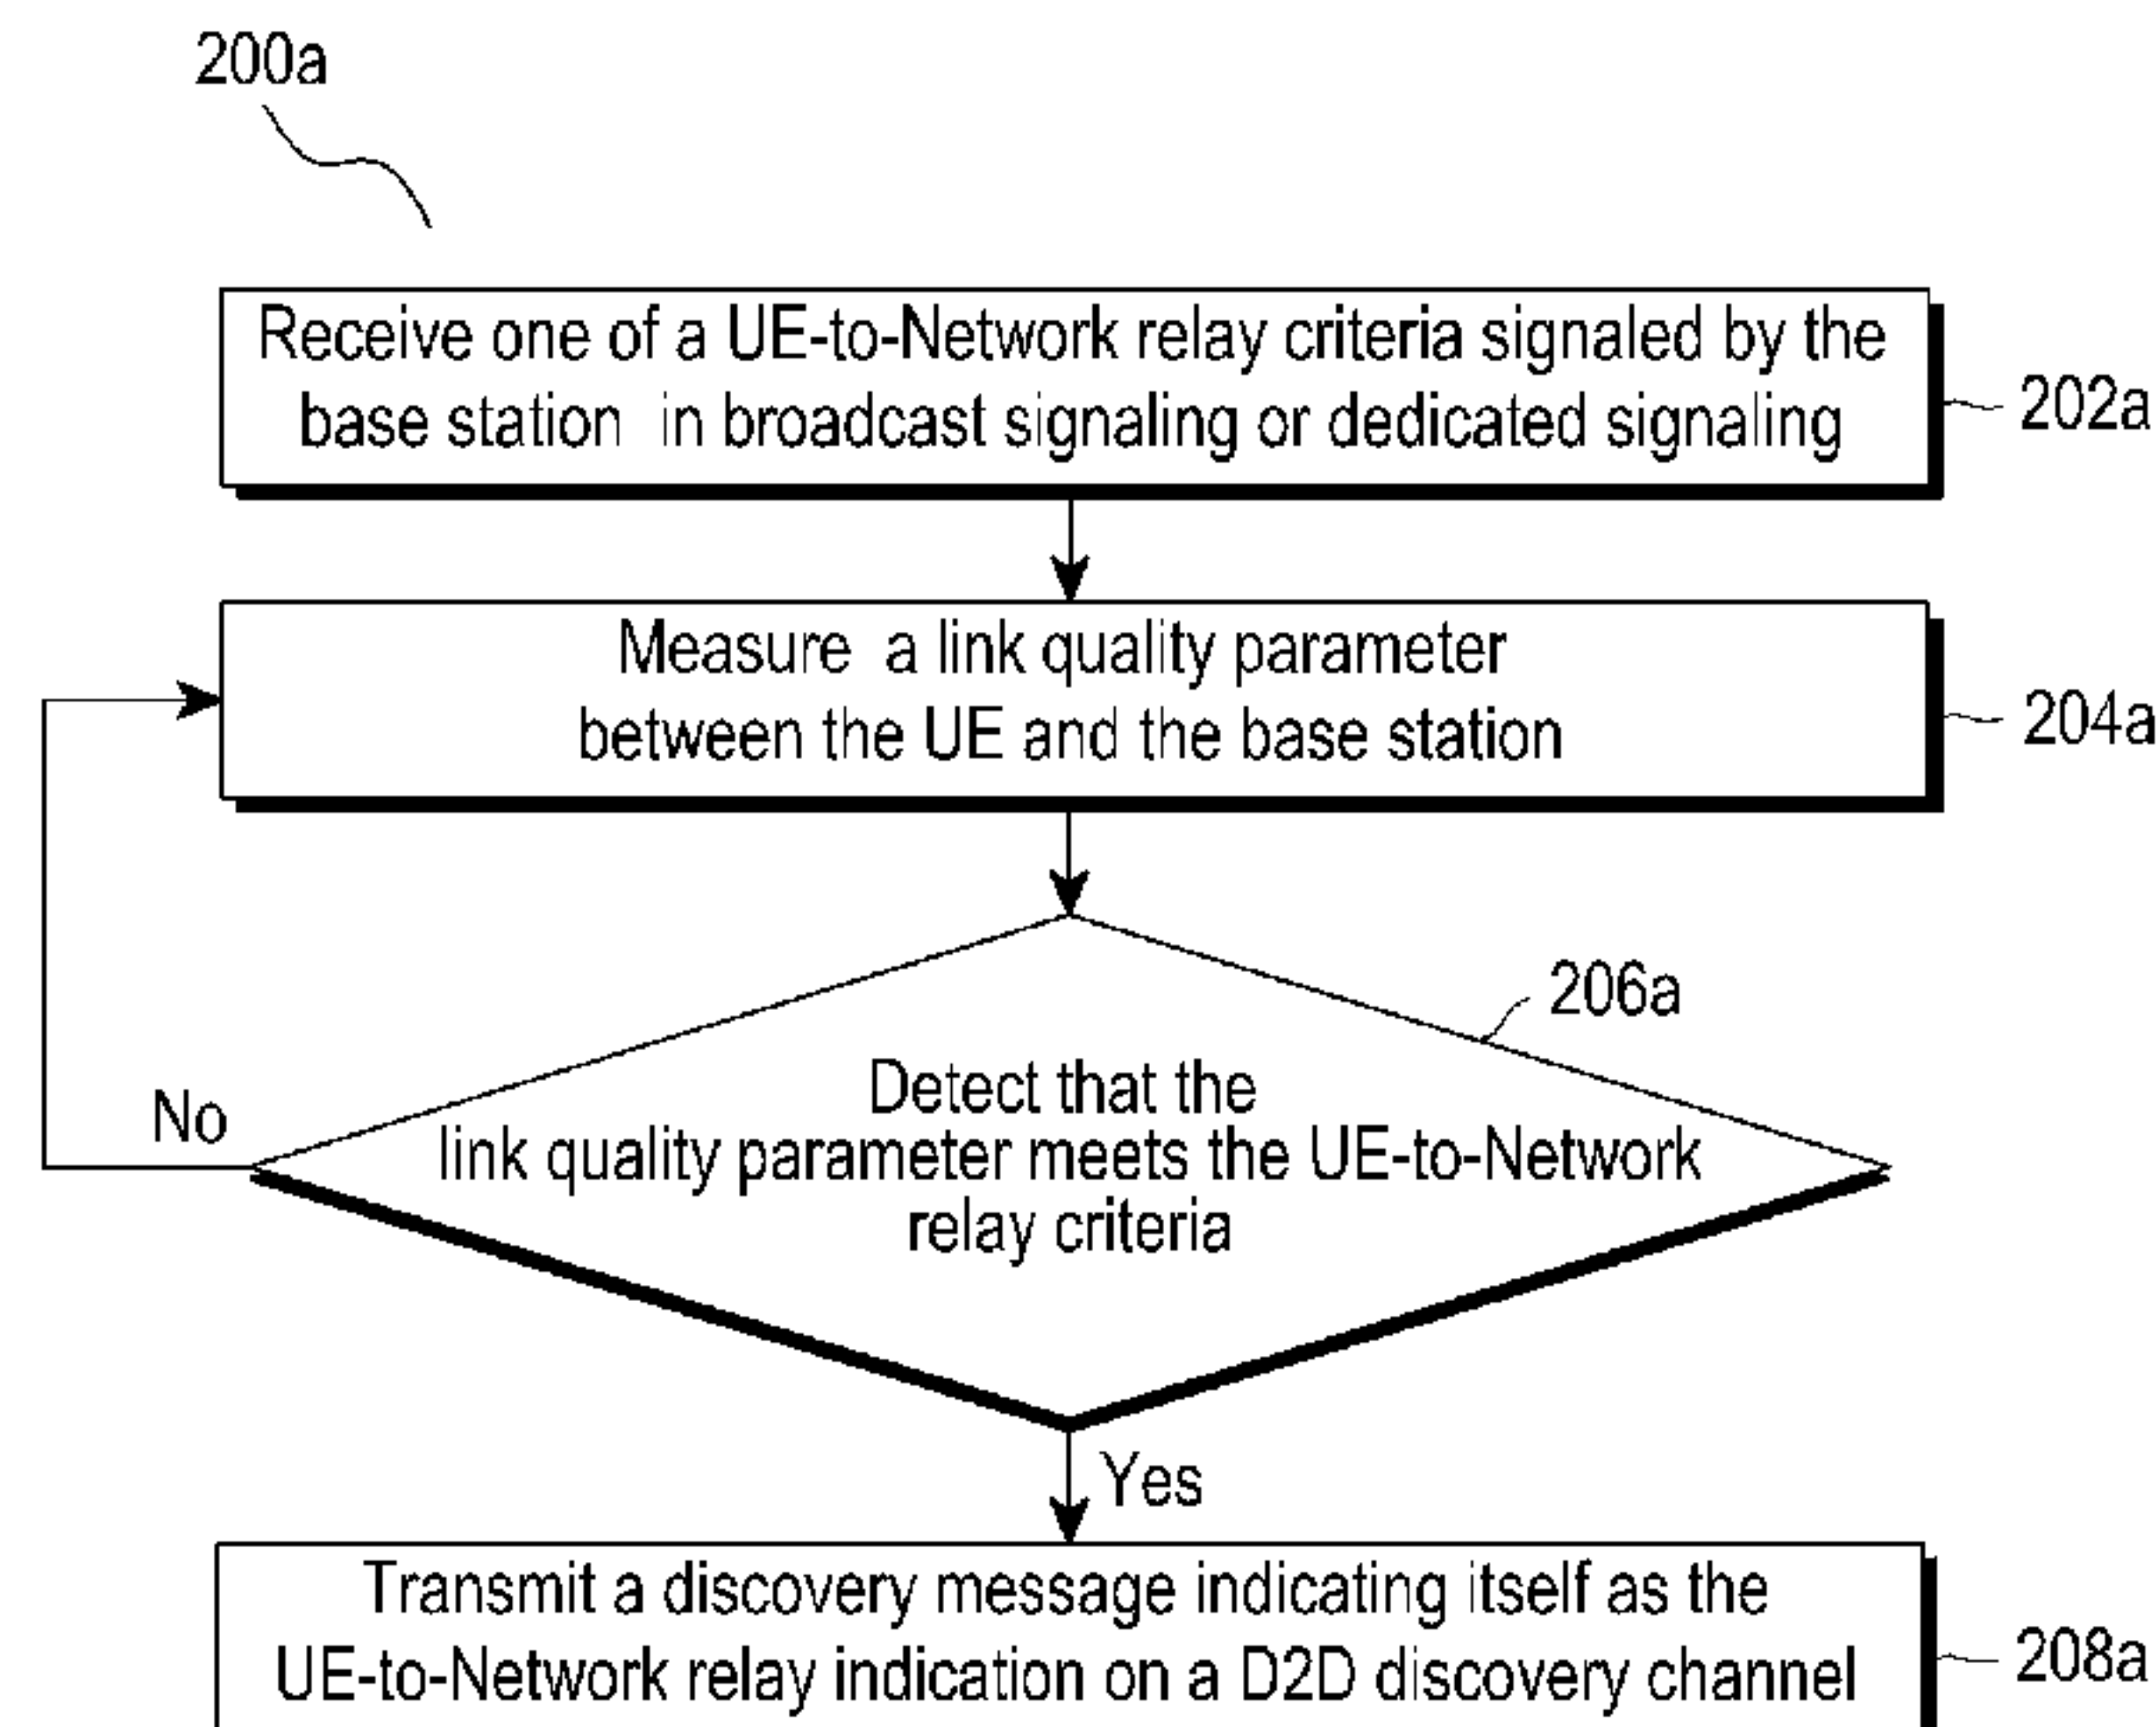 200a
Receive one of a UE-to-Network relay criteria signaled by the
base station in broadcast signaling or dedicated signaling
202a
Measure a link quality parameter
between the UE and the base station
204a
206a
Detect that the
link quality parameter meets the UE-to-Network
relay criteria
No
Yes
Transmit a discovery message indicating itself as the
UE-to-Network relay indication on a D2D discovery channel
208a